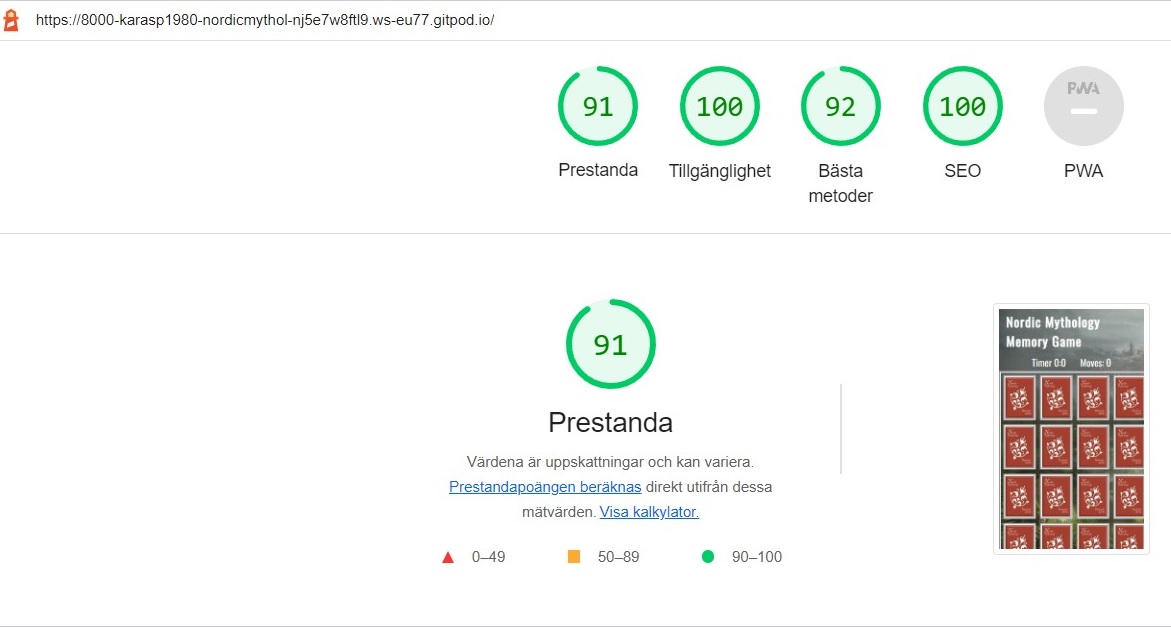 https://8000-karasp1980-nordicmythol-nj5e7w8ftl9.ws-eu77.gitpod.io/
91
100
92
100
PWA
Prestanda
Tillgänglighet
Bästa
metoder
SEO
PWA
91
Prestanda
Värdena är uppskattningar och kan variera.
Prestandapoängen beräknas direkt utifrån dessa
mätvärden. Visa kalkylator.
0–49
50–89
90–100
Nordic Mythology
Memory Game
Timer 0:0 Moves: 0